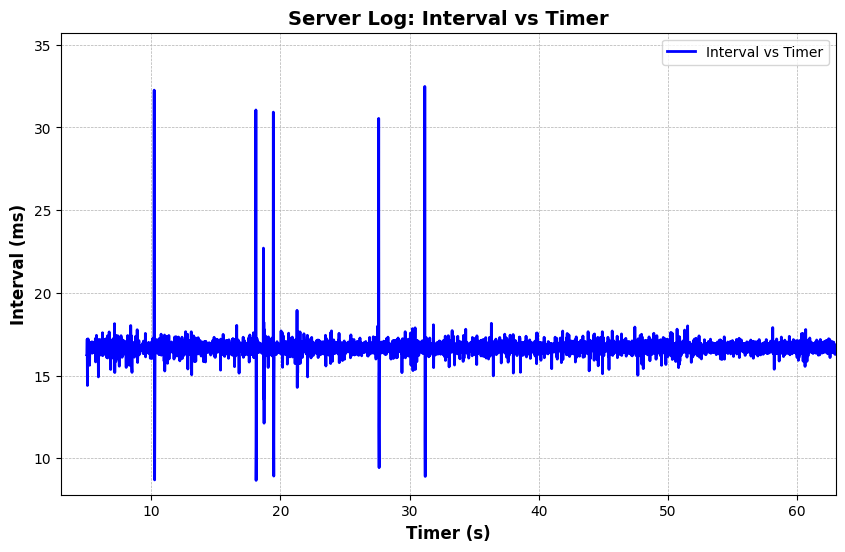 Server Log: Interval vs Timer
Interval vs Timer
35
30
25
20
15
10
Interval (ms)
10 20 30 40 50 60
Timer (s)